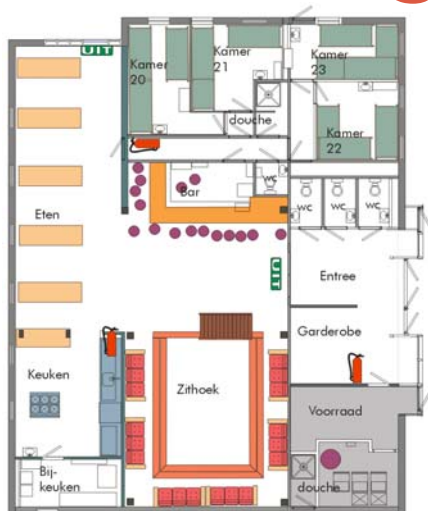 UIT
Kamer
20
Kamer
21
Kamer
23
douche
Kamer
22
wc
Bar
wc
wc
wc
Eten
UIT
Entree
Garderobe
Keuken
Zithoek
Voorraad
Bij-
keuken
douche